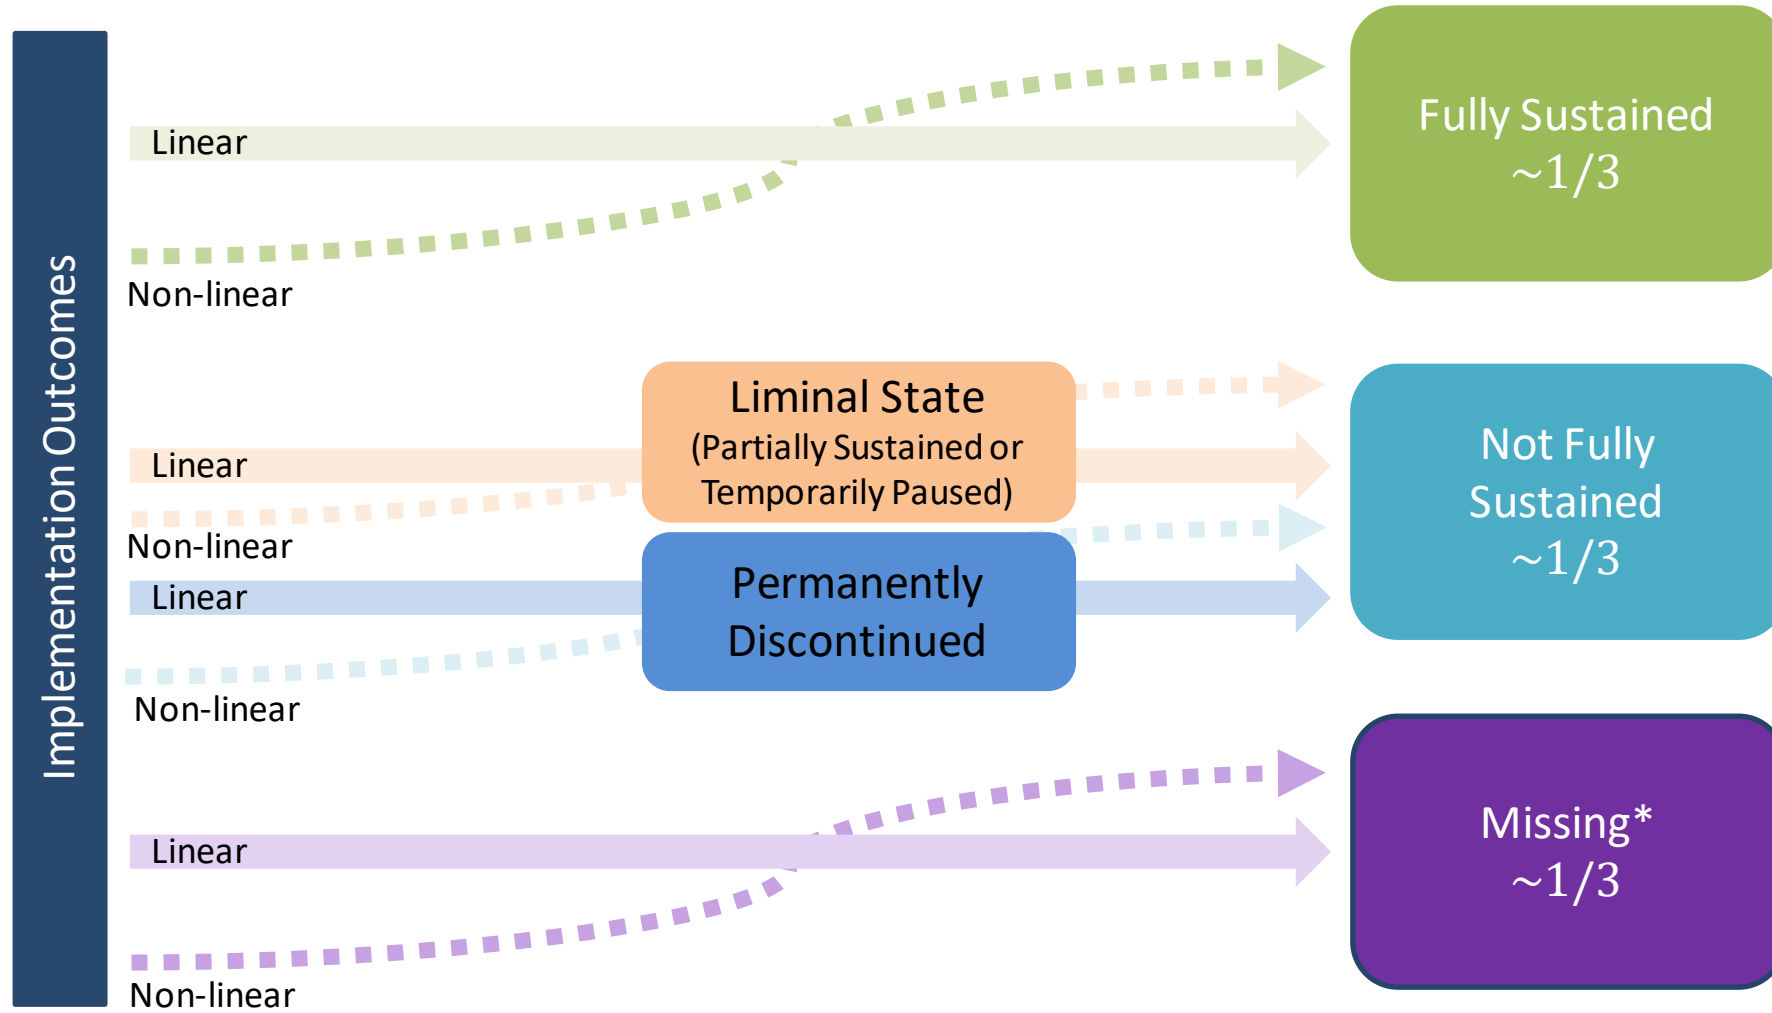 Implementation Outcomes
Linear
Non-linear
Fully Sustained
~1/3
Liminal State
(Partially Sustained or
Temporarily Paused)
Linear
Non-linear
Linear
Permanently
Discontinued
Non-linear
Not Fully
Sustained
~1/3
Linear
Non-linear
Missing*
~1/3